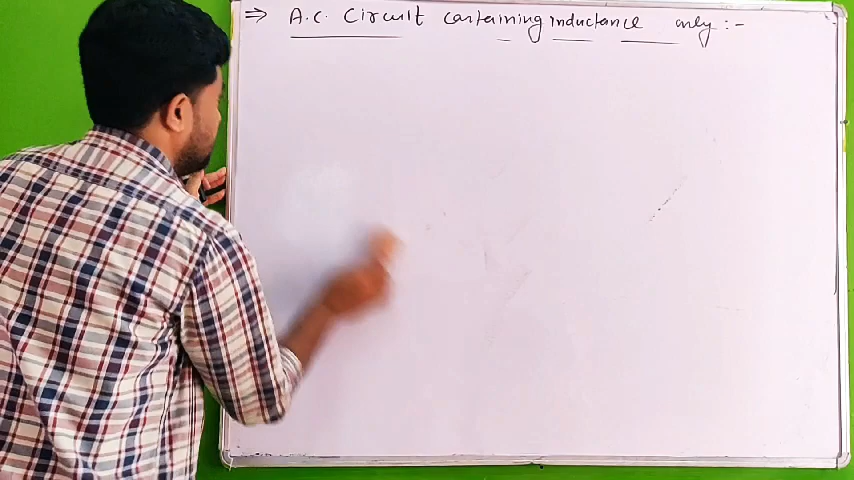 ⇒ A.C. Circuit containing inductance only :-